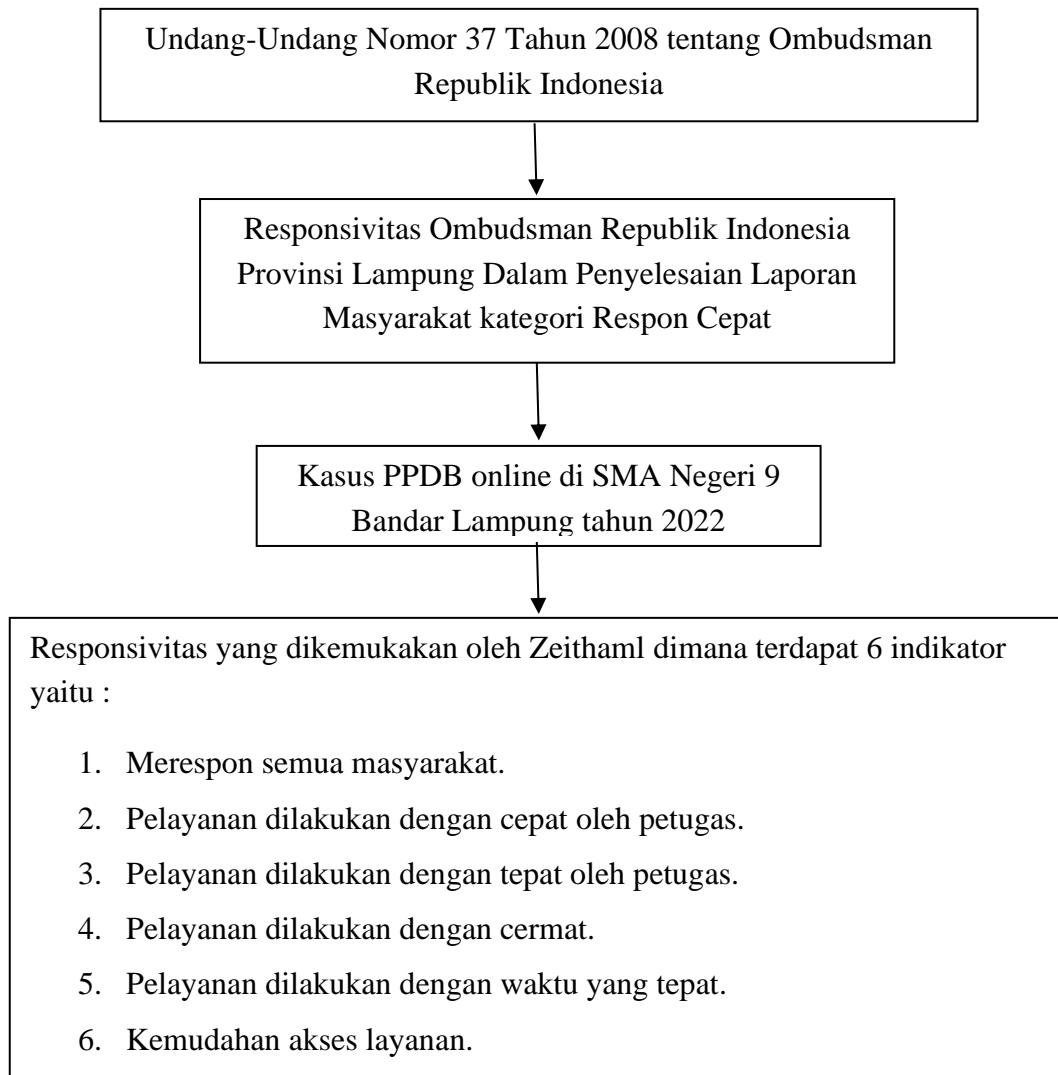 Undang-Undang Nomor 37 Tahun 2008 tentang Ombudsman
Republik Indonesia
Responsivitas Ombudsman Republik Indonesia
Provinsi Lampung Dalam Penyelesaian Laporan
Masyarakat kategori Respon Cepat
Kasus PPDB online di SMA Negeri 9
Bandar Lampung tahun 2022
Responsivitas yang dikemukakan oleh Zeithaml dimana terdapat 6 indikator
yaitu :
1. Merespon semua masyarakat.
2. Pelayanan dilakukan dengan cepat oleh petugas.
3. Pelayanan dilakukan dengan tepat oleh petugas.
4. Pelayanan dilakukan dengan cermat.
5. Pelayanan dilakukan dengan waktu yang tepat.
6. Kemudahan akses layanan.